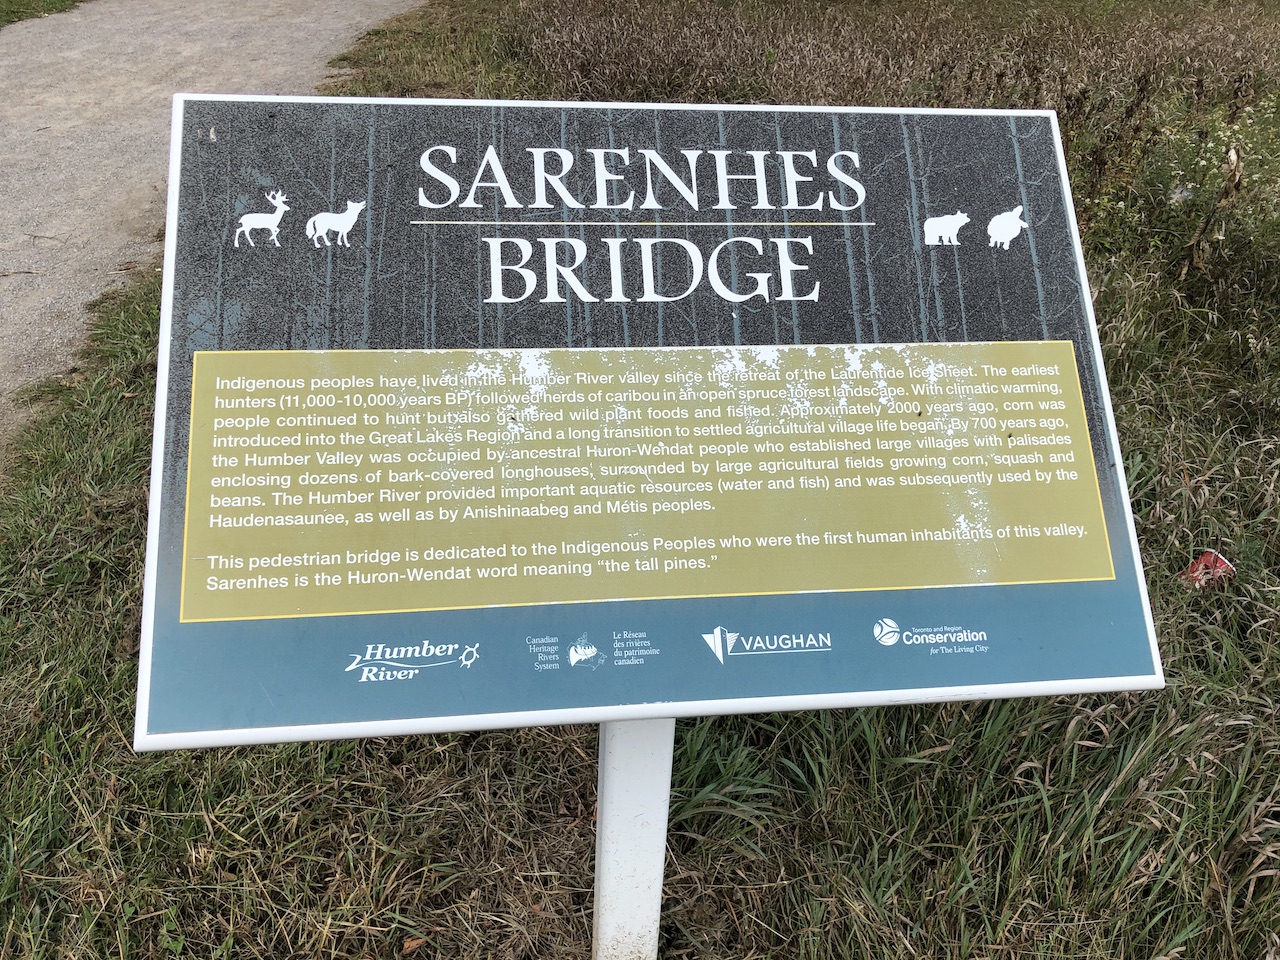 SARENHES
BRIDGE
Indigenous peoples have lived in the Humber River valley since the retreat of the Laurentide Ice Sheet. The earliest
hunters (11,000-10,000 years BP) followed herds of caribou in an open spruce forest landscape. With climatic warming,
people continued to hunt but also gathered wild plant foods and fished. Approximately 2000 years ago, corn was
introduced into the Great Lakes Region and a long transition to settled agricultural village life began. By 700 years ago,
the Humber Valley was occupied by ancestral Huron-Wendat people who established large villages with palisades
enclosing dozens of bark-covered longhouses, surrounded by large agricultural fields growing corn, squash and
beans. The Humber River provided important aquatic resources (water and fish) and was subsequently used by the
Haudenasaunee, as well as by Anishinaabeg and Métis peoples.
This pedestrian bridge is dedicated to the Indigenous Peoples who were the first human inhabitants of this valley.
Sarenhes is the Huron-Wendat word meaning “the tall pines.”
Humber
River
Canadian
Heritage
Rivers
System
Le Réseau
des rivières
du patrimoine
canadien
VAUGHAN
Toronto and Region
Conservation
for The Living City